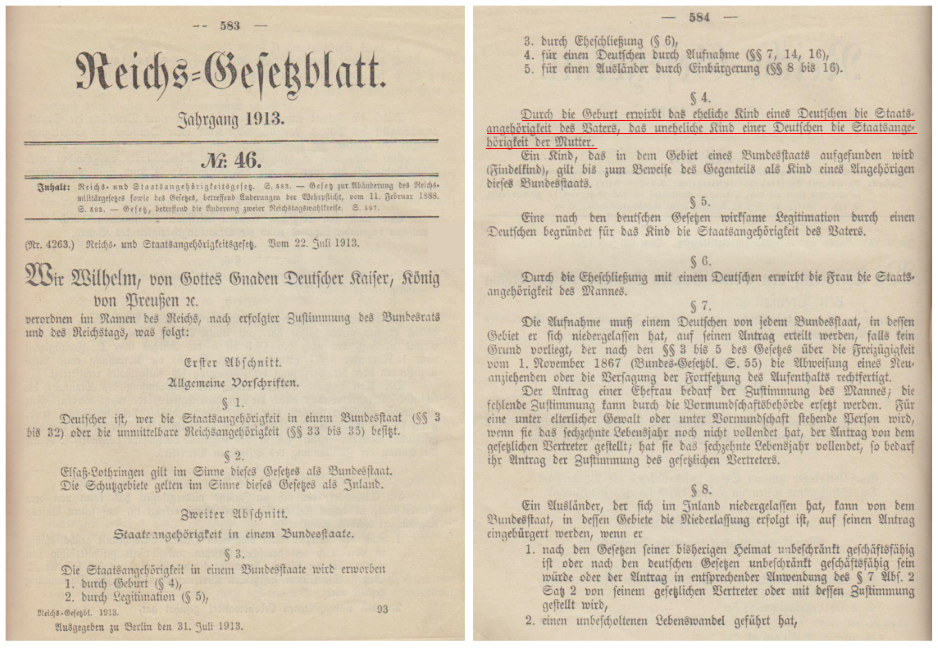 -- 583 —
Reichs-Gesetzblatt.
Jahrgang 1913.
Nr. 46.
Inhalt: Reichs- und Staatsangehörigkeitsgesetz. S. 583. — Gesetz zur Abänderung des Reichs-
militärgesetzes sowie des Gesetzes, betreffend Änderungen der Wehrpflicht, vom 11. Februar 1888.
S. 593. — Gesetz, betreffend die Änderung zweier Reichstagswahlkreise. S. 597.
(Nr. 4263.) Reichs- und Staatsangehörigkeitsgesetz. Vom 22. Juli 1913.
Wir Wilhelm, von Gottes Gnaden Deutscher Kaiser, König
von Preußen ꝛc.
verordnen im Namen des Reichs, nach erfolgter Zustimmung des Bundesrats
und des Reichstags, was folgt:
Erster Abschnitt.
Allgemeine Vorschriften.
§ 1.
Deutscher ist, wer die Staatsangehörigkeit in einem Bundesstaat (§§ 3
bis 32) oder die unmittelbare Reichsangehörigkeit (§§ 33 bis 35) besitzt.
§ 2.
Elsaß-Lothringen gilt im Sinne dieses Gesetzes als Bundesstaat.
Die Schutzgebiete gelten im Sinne dieses Gesetzes als Inland.
Zweiter Abschnitt.
Staatsangehörigkeit in einem Bundesstaate.
§ 3.
Die Staatsangehörigkeit in einem Bundesstaate wird erworben
1. durch Geburt (§ 4),
2. durch Legitimation (§ 5),
Reichs-Gesetzbl. 1913. 93
Ausgegeben zu Berlin den 31. Juli 1913.
— 584 —
3. durch Eheschließung (§ 6),
4. für einen Deutschen durch Aufnahme (§§ 7, 14, 16),
5. für einen Ausländer durch Einbürgerung (§§ 8 bis 16).
§ 4.
Durch die Geburt erwirbt das eheliche Kind eines Deutschen die Staats-
angehörigkeit des Vaters, das uneheliche Kind einer Deutschen die Staatsange-
hörigkeit der Mutter.
Ein Kind, das in dem Gebiet eines Bundesstaats aufgefunden wird
(Findelkind), gilt bis zum Beweise des Gegenteils als Kind eines Angehörigen
dieses Bundesstaats.
§ 5.
Eine nach den deutschen Gesetzen wirksame Legitimation durch einen
Deutschen begründet für das Kind die Staatsangehörigkeit des Vaters.
§ 6.
Durch die Eheschließung mit einem Deutschen erwirbt die Frau die Staats-
angehörigkeit des Mannes.
§ 7.
Die Aufnahme muß einem Deutschen von jedem Bundesstaat, in dessen
Gebiet er sich niedergelassen hat, auf seinen Antrag erteilt werden, falls kein
Grund vorliegt, der nach den §§ 3 bis 5 des Gesetzes über die Freizügigkeit
vom 1. November 1867 (Bundes-Gesetzbl. S. 55) die Abweisung eines Neu-
anziehenden oder die Versagung der Fortsetzung des Aufenthalts rechtfertigt.
Der Antrag einer Ehefrau bedarf der Zustimmung des Mannes; die
fehlende Zustimmung kann durch die Vormundschaftsbehörde ersetzt werden. Für
eine unter elterlicher Gewalt oder unter Vormundschaft stehende Person wird,
wenn sie das sechzehnte Lebensjahr noch nicht vollendet hat, der Antrag von dem
gesetzlichen Vertreter gestellt; hat sie das sechzehnte Lebensjahr vollendet, so bedarf
ihr Antrag der Zustimmung des gesetzlichen Vertreters.
§ 8.
Ein Ausländer, der sich im Inland niedergelassen hat, kann von dem
Bundesstaat, in dessen Gebiete die Niederlassung erfolgt ist, auf seinen Antrag
eingebürgert werden, wenn er
1. nach den Gesetzen seiner bisherigen Heimat unbeschränkt geschäftsfähig
ist oder nach den deutschen Gesetzen unbeschränkt geschäftsfähig sein
würde oder der Antrag in entsprechender Anwendung des § 7 Abs. 2
Satz 2 von seinem gesetzlichen Vertreter oder mit dessen Zustimmung
gestellt wird,
2. einen unbescholtenen Lebenswandel geführt hat,